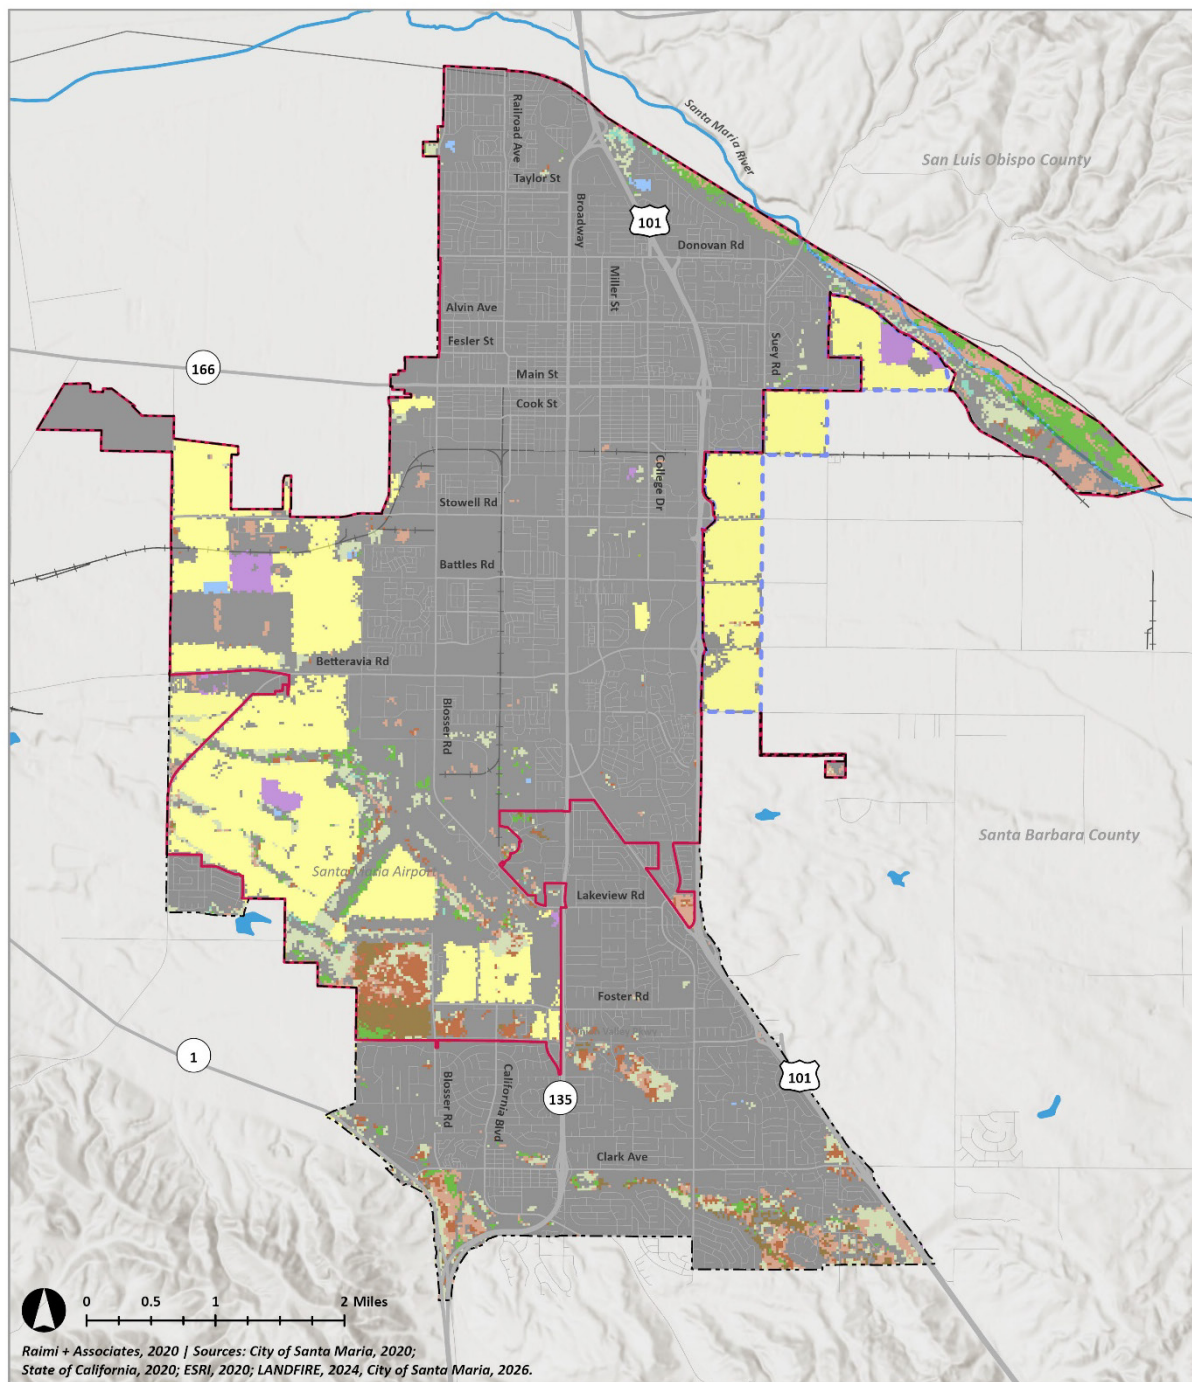 Santa Maria River
San Luis Obispo County
Railroad Ave
Taylor St
Broadway
101
Donovan Rd
Miller St
Alvin Ave
Fesler St
Suey Rd
166
Main St
Cook St
College Dr
Stowell Rd
Battles Rd
Betteravia Rd
Blosser Rd
Santa Barbara County
Santa Maria Airport
Lakeview Rd
Foster Rd
1
101
135
California Blvd
Blosser Rd
Clark Ave
0 0.5 1 2 Miles
Raimi + Associates, 2020 | Sources: City of Santa Maria, 2020;
State of California, 2020; ESRI, 2020; LANDFIRE, 2024, City of Santa Maria, 2026.